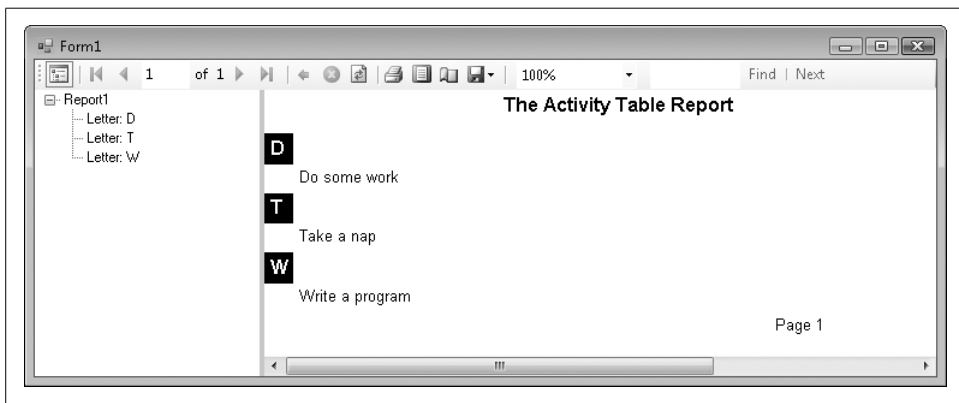 Form1
1 of 1 100% Find | Next
Report1
Letter: D
Letter: T
Letter: W
The Activity Table Report
D
Do some work
T
Take a nap
W
Write a program
Page 1